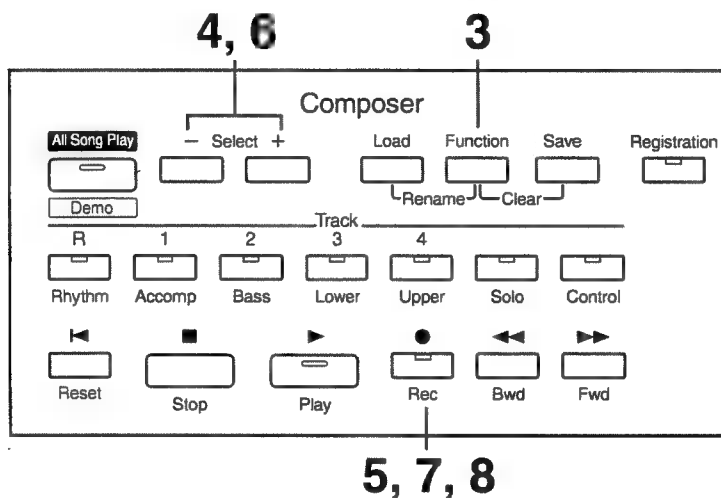 4, 6 3
Composer
All Song Play - Select + Load Function Save Registration
Demo Rename Clear
Track
R 1 2 3 4
Rhythm Accomp Bass Lower Upper Solo Control
Reset Stop Play Rec Bwd Fwd
5, 7, 8